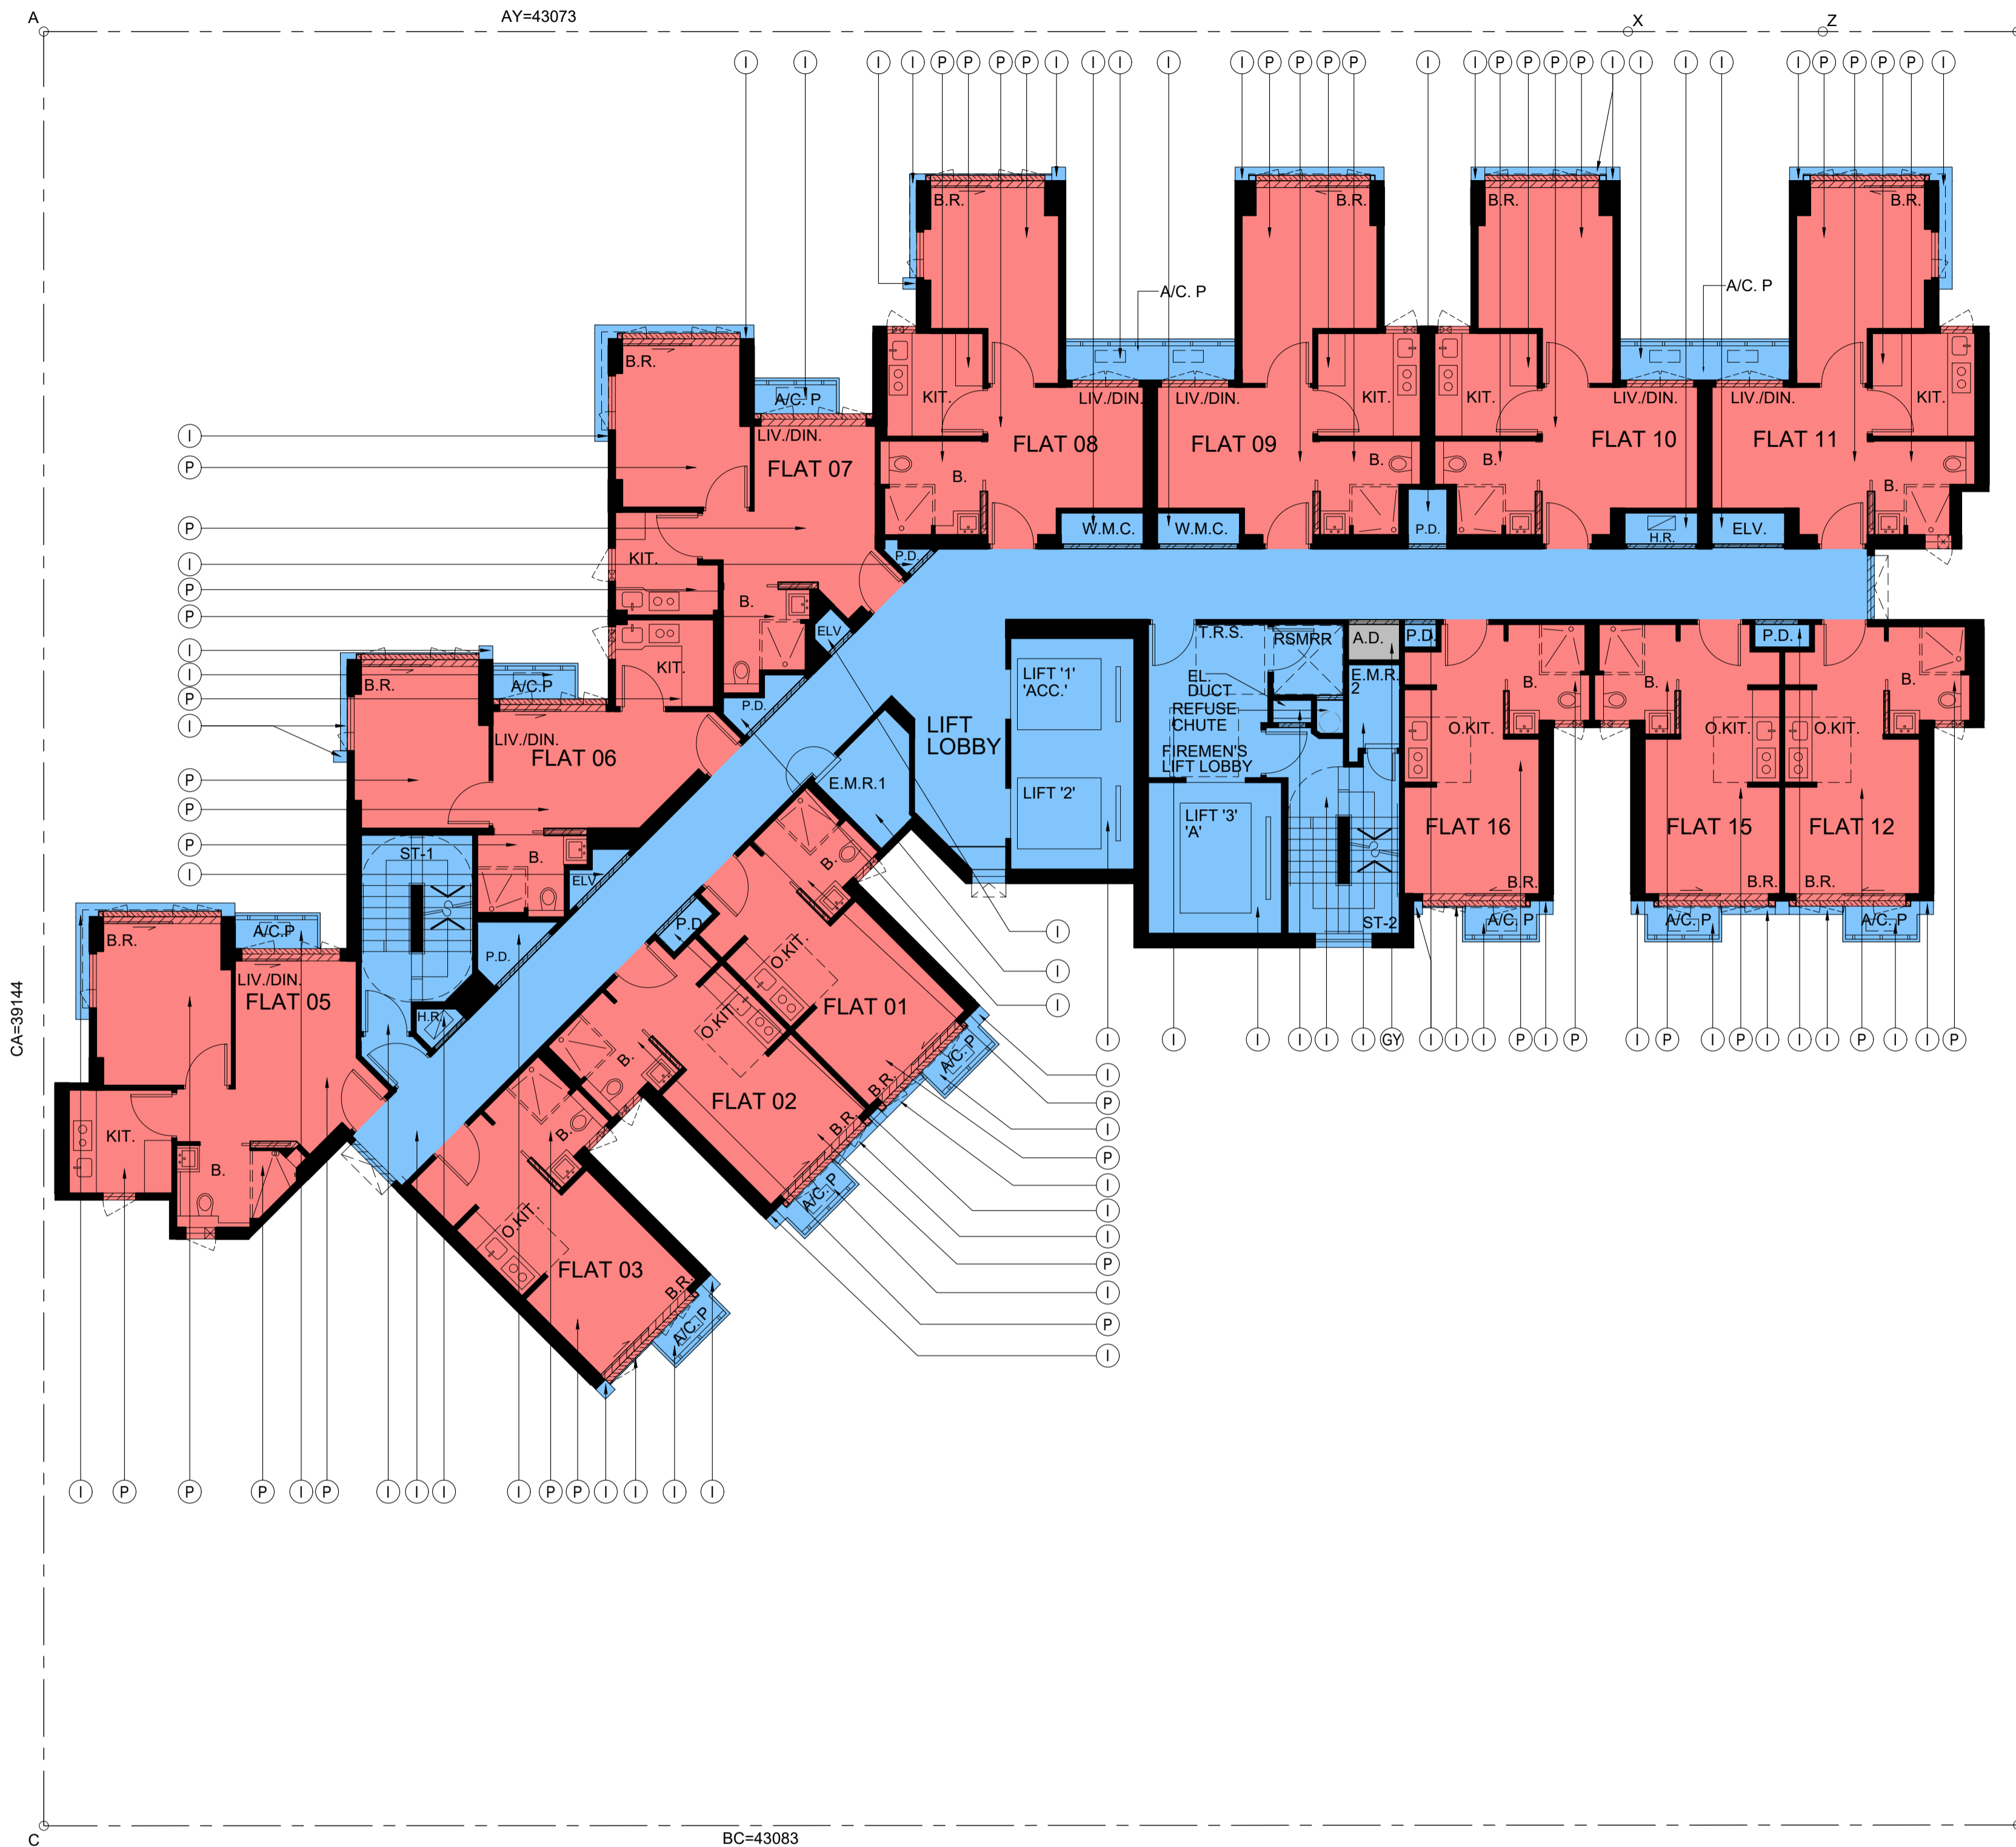 A
AY=43073
X
Z
I I I I P P P P I I I I I P P P P I I P P P P I I I I I P P P P I
B.R.
B.R.
B.R.
B.R.
A/C. P
A/C. P
B.R.
A/C. P
KIT.
LIV./DIN.
LIV./DIN.
KIT.
KIT.
LIV./DIN.
LIV./DIN.
KIT.
I
LIV./DIN.
FLAT 08
FLAT 09
FLAT 10
FLAT 11
P
FLAT 07
B.
B.
B.
B.
P
W.M.C.
W.M.C.
P.D.
H.R.
ELV.
I
KIT.
P.D.
P
B.
P
ELV
T.R.S.
RSMRR
A.D.
P.D.
P.D.
I
B.R.
KIT.
LIFT '1'
'ACC.'
EL.
DUCT
E.M.R.
2
B.
B.
B.
I
A/C.P
P
P.D.
REFUSE
CHUTE
I
LIV./DIN.
LIFT
LOBBY
O.KIT.
O.KIT.
O.KIT.
FLAT 06
FIREMEN'S
LIFT LOBBY
P
E.M.R.1
LIFT '2'
P
LIFT '3'
'A'
FLAT 16
FLAT 15
FLAT 12
P
ST-1
B.
B.
I
ELV
B.R.
B.R.
B.R.
A/C.P
P.D.
ST-2
A/C. P
A/C. P
A/C. P
B.R.
I
P.D.
O.KIT.
I
LIV./DIN.
FLAT 05
FLAT 01
I
H.R.
O.KIT.
I I I I I I GY I I I P I P I P I P I I I P I I P
CA=39144
A/C. P
B.
I
B.R.
FLAT 02
P
B.R.
I
KIT.
B.
P
B.
A/C. P
I
O.KIT.
I
I
FLAT 03
P
B.R.
I
A/C. P
P
I
I P P P I P I I I I P P I I I I
C
BC=43083